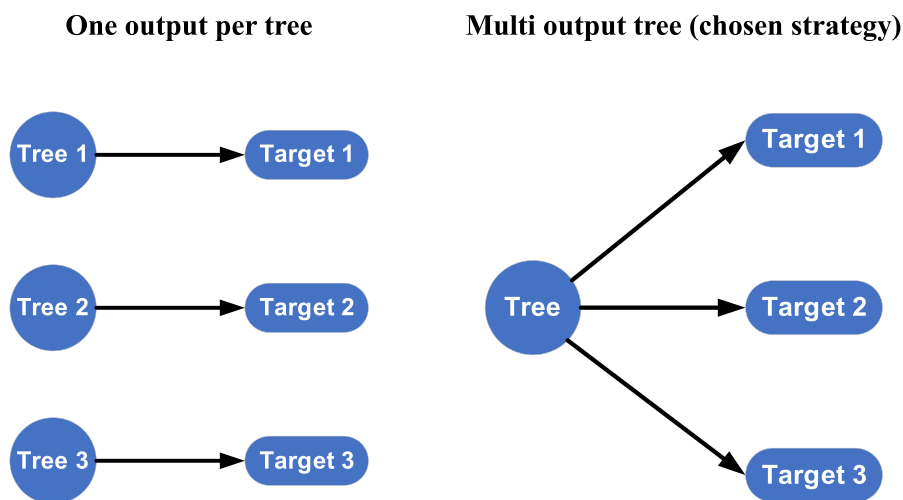 One output per tree
Tree 1
Target 1
Tree 2
Target 2
Tree 3
Target 3
Multi output tree (chosen strategy)
Tree
Target 1
Target 2
Target 3